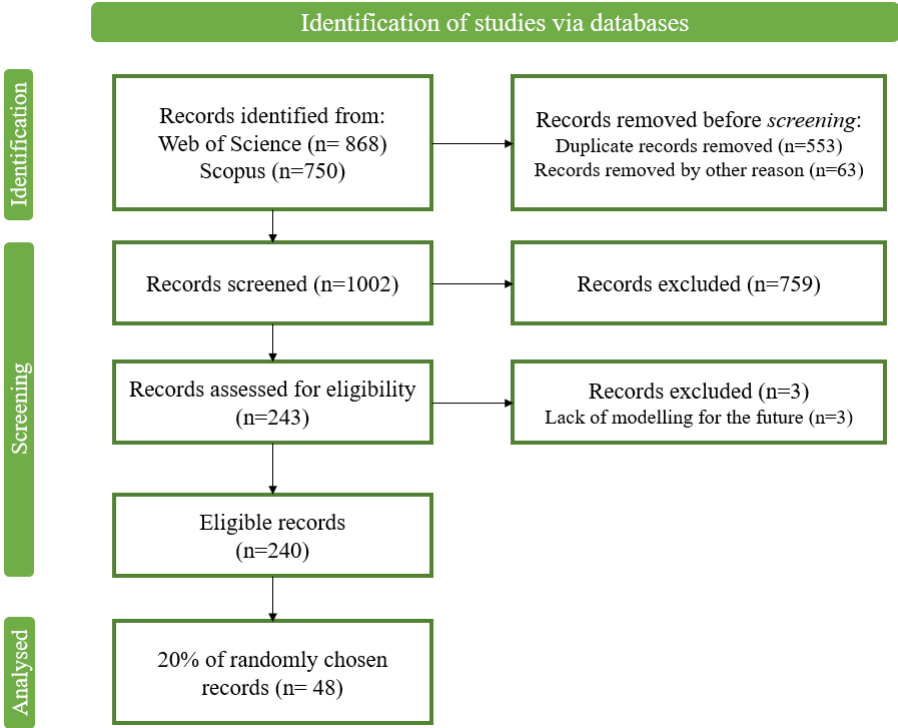 Identification of studies via databases
Identification
Records identified from:
Web of Science (n= 868)
Scopus (n=750)
Records removed before screening:
Duplicate records removed (n=553)
Records removed by other reason (n=63)
Screening
Records screened (n=1002)
Records excluded (n=759)
Records assessed for eligibility
(n=243)
Records excluded (n=3)
Lack of modelling for the future (n=3)
Eligible records
(n=240)
Analysed
20% of randomly chosen
records (n= 48)